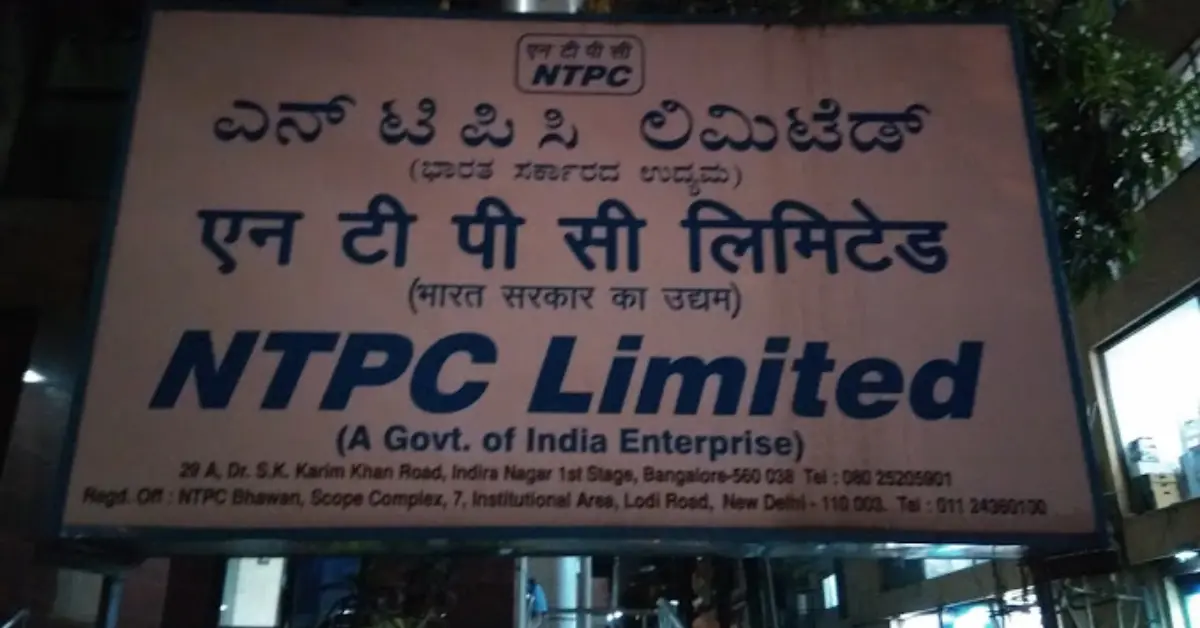 एन टी पी सी
NTPC
ಎನ್ ಟಿ ಪಿ ಸಿ ಲಿಮಿಟೆಡ್
(ಭಾರತ ಸರ್ಕಾರದ ಉದ್ಯಮ)
एन टी पी सी लिमिटेड
(भारत सरकार का उद्यम)
NTPC Limited
(A Govt. of India Enterprise)
29 A, Dr. S.K. Karim Khan Road, Indira Nagar 1st Stage, Bangalore-560 038 Tel : 080 25205901
Regd. Off : NTPC Bhawan, Scope Complex, 7, Institutional Area, Lodi Road, New Delhi - 110 003. Tel : 011 24360100